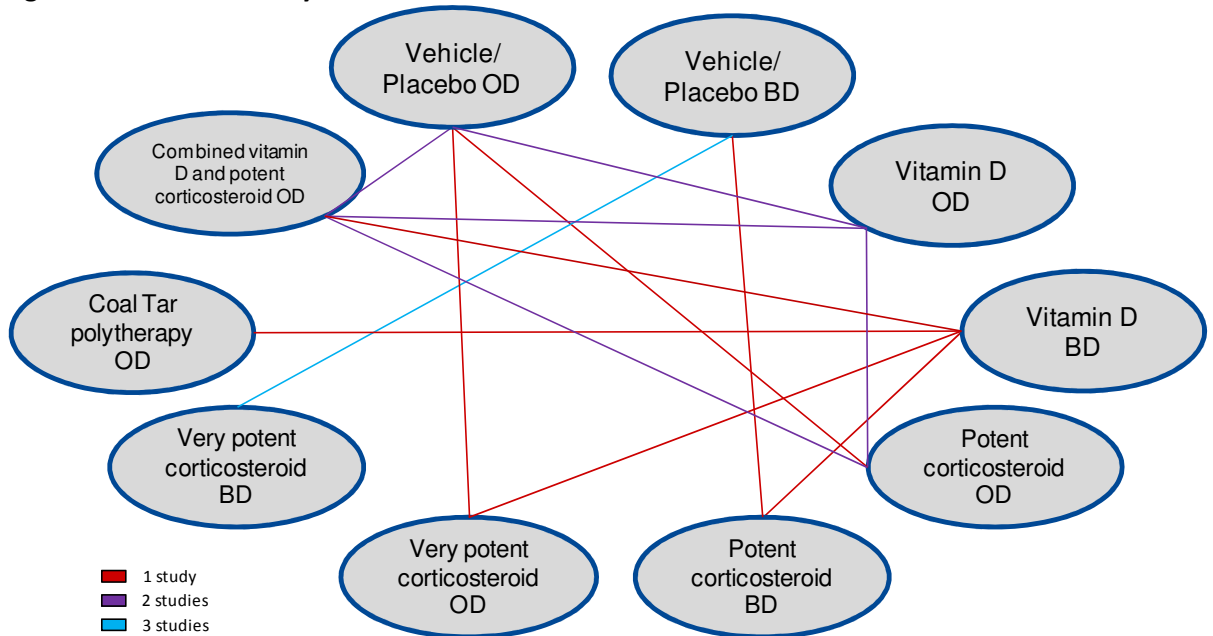 Vehicle/
Placebo OD
Vehicle/
Placebo BD
Combined vitamin
D and potent
corticosteroid OD
Vitamin D
OD
Coal Tar
polytherapy
OD
Vitamin D
BD
Very potent
corticosteroid
BD
Potent
corticosteroid
OD
Very potent
corticosteroid
OD
Potent
corticosteroid
BD
1 study
2 studies
3 studies